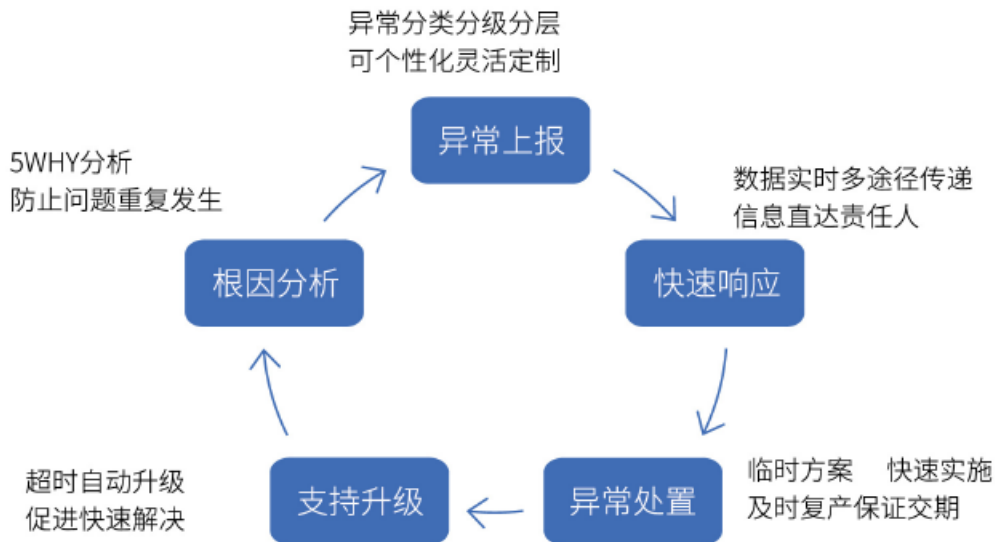 异常分类分级分层
可个性化灵活定制
异常上报
5WHY分析
防止问题重复发生
数据实时多途径传递
信息直达责任人
根因分析
快速响应
超时自动升级
促进快速解决
支持升级
异常处置
临时方案 快速实施
及时复产保证交期